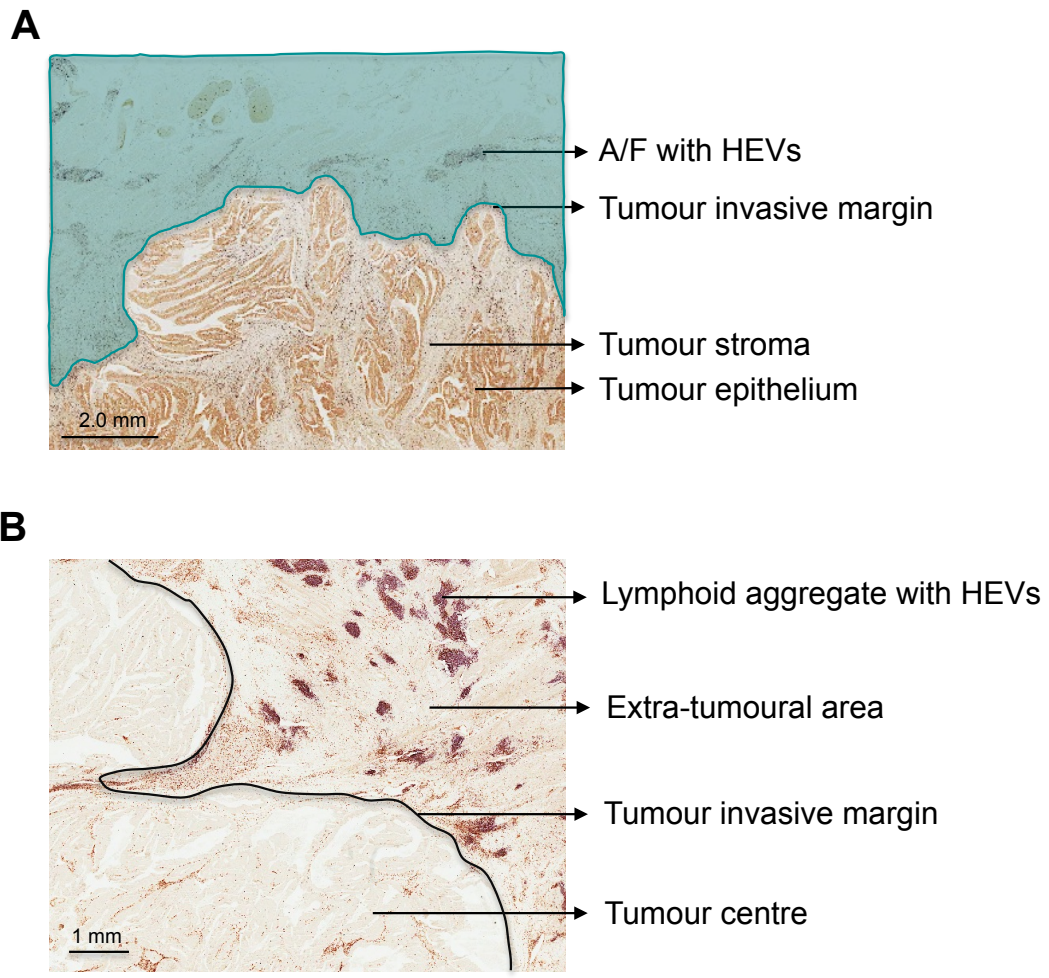 A
A/F with HEVs
Tumour invasive margin
Tumour stroma
Tumour epithelium
2.0 mm
B
Lymphoid aggregate with HEVs
Extra-tumoural area
Tumour invasive margin
Tumour centre
1 mm